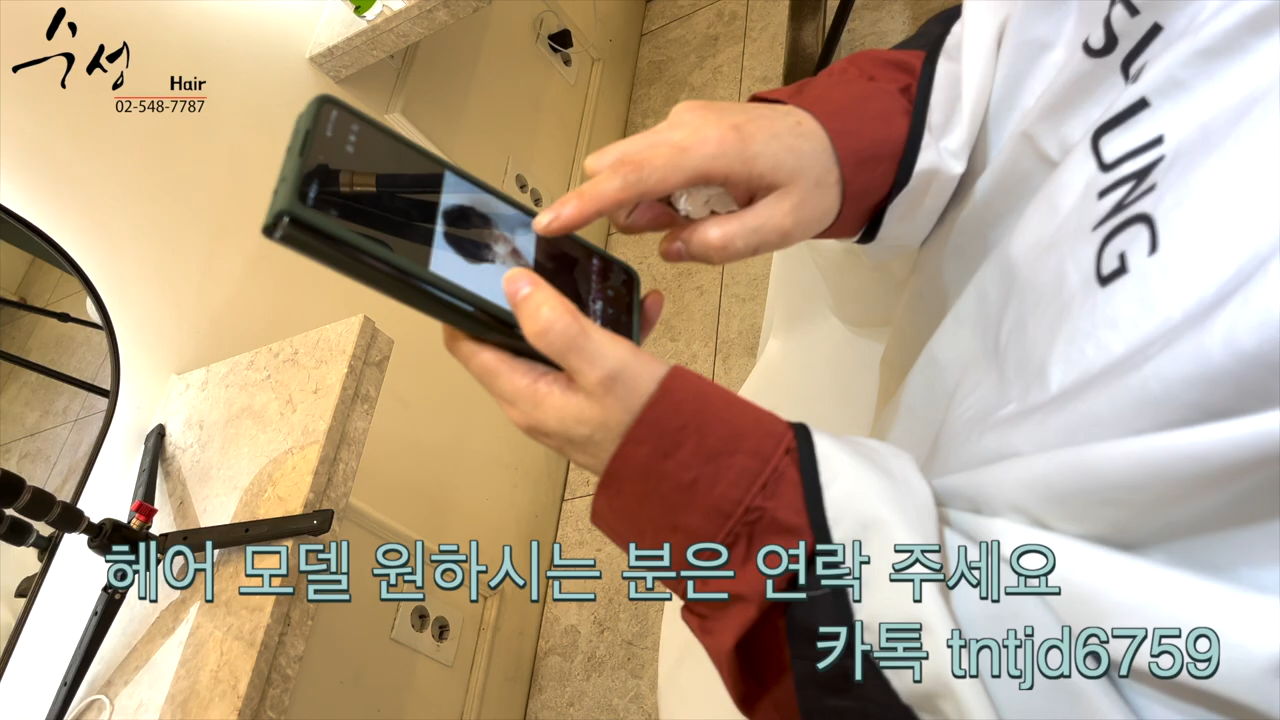 수성
Hair
02-548-7787
SUUNG
헤어 모델 원하시는 분은 연락 주세요
카톡 tntjd6759